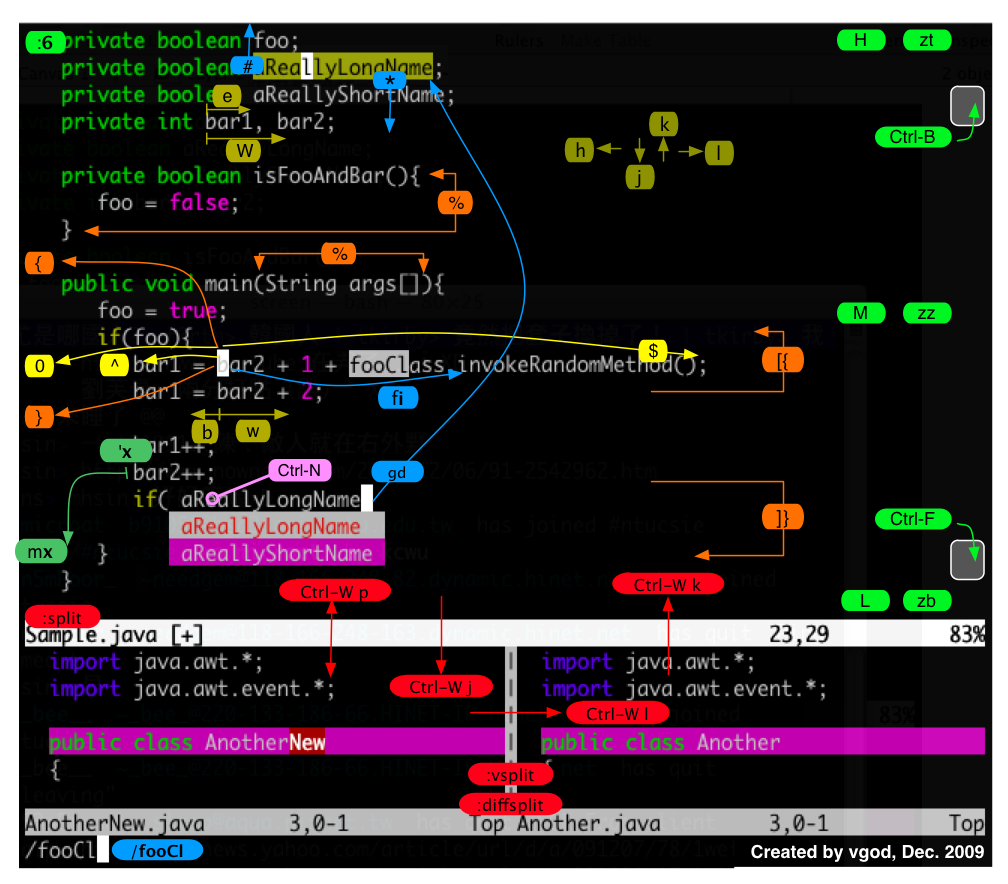 :6 private boolean foo;
Rulers Make Table
H zt
# private boolean aReallyLongName;
*
private boole e aReallyShortName;
private int bar1, bar2;
W
Ctrl-B
k
h l
j
private boolean isFooAndBar(){
foo = false;
%
}
{
%
public void main(String args[]){
foo = true;
M zz
if(foo){
0 ^ $ [{
bar1 = bar2 + 1 + fooClass.invokeRandomMethod();
bar1 = bar2 + 2;
fi
}
b w
'x bar1++;
bar2++;
Ctrl-N gd
if( aReallyLongName
aReallyLongName
aReallyShortName
]}
Ctrl-F
mx
}
}
Ctrl-W p Ctrl-W k
L zb
:split
Sample.java [+] 23,29 83%
import java.awt.*; import java.awt.*;
import java.awt.event.*; import java.awt.event.*;
Ctrl-W j
Ctrl-W l
public class AnotherNew public class Another
{ {
:vsplit
:diffsplit
AnotherNew.java 3,0-1 Top Another.java 3,0-1 Top
/fooCl /fooCl
Created by vgod, Dec. 2009